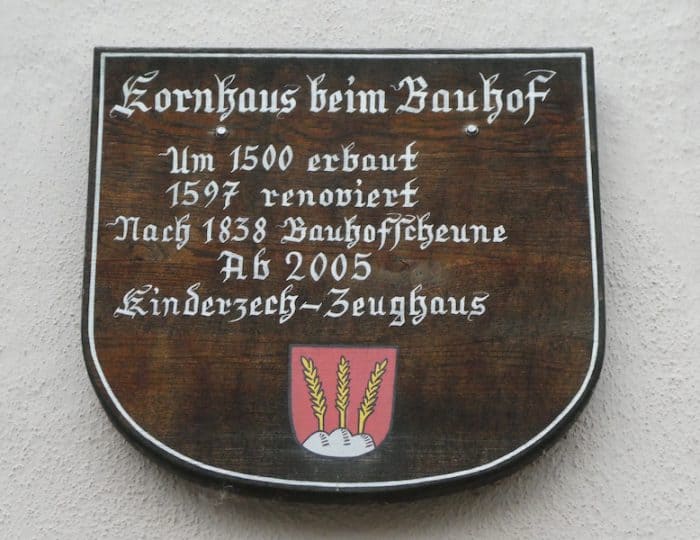 Kornhaus beim Bauhof
Um 1500 erbaut
1597 renoviert
Nach 1838 Bauhofscheune
Ab 2005
Kinderzech-Zeughaus